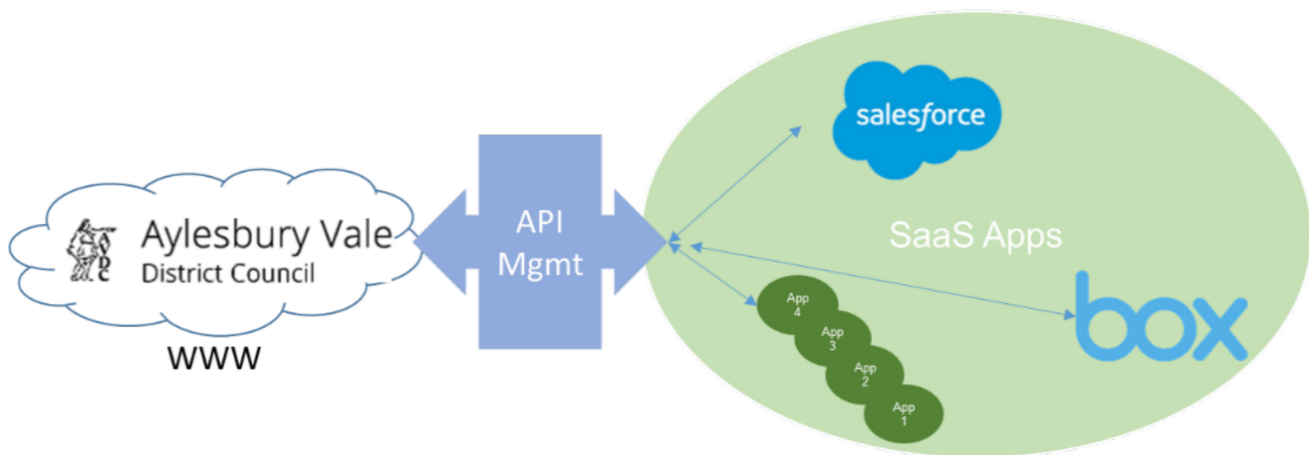 Aylesbury Vale
District Council
AVDC
WWW
API
Mgmt
salesforce
SaaS Apps
box
App
4
App
3
App
2
App
1